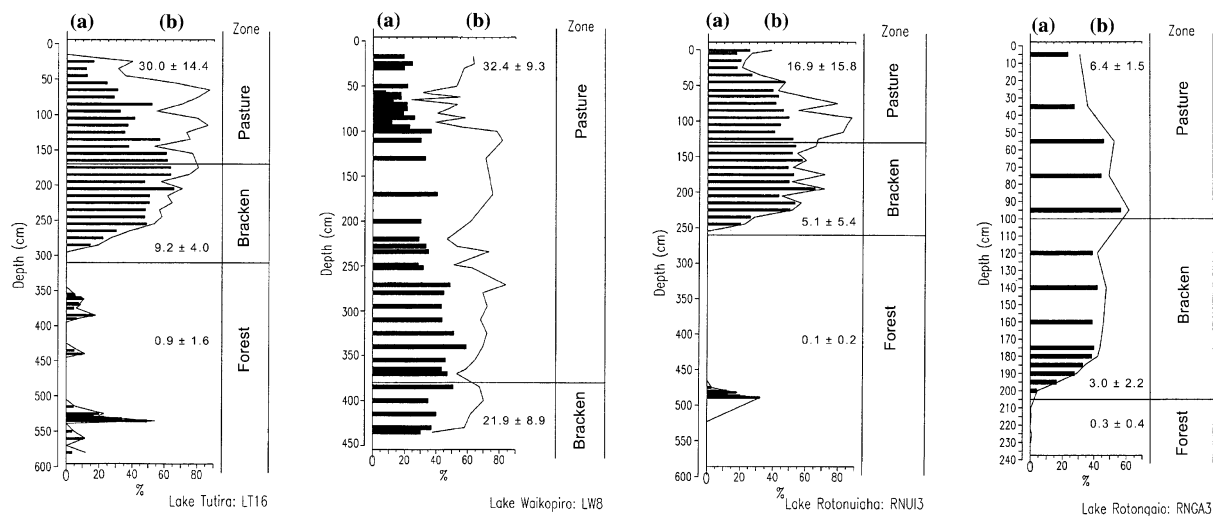 (a) (b) Zone
0
50
100
150
200
250
300
350
400
450
500
550
600
Depth (cm)
30.0 ± 14.4
9.2 ± 4.0
0.9 ± 1.6
Pasture
Bracken
Forest
0 20 40 60 80
%
Lake Tutira: LT16
(a) (b) Zone
0
50
100
150
200
250
300
350
400
450
Depth (cm)
32.4 ± 9.3
21.9 ± 8.9
Pasture
Bracken
0 20 40 60 80
%
Lake Waikopiro: LW8
(a) (b) Zone
0
50
100
150
200
250
300
350
400
450
500
550
600
Depth (cm)
16.9 ± 15.8
5.1 ± 5.4
0.1 ± 0.2
Pasture
Bracken
Forest
0 20 40 60 80
%
Lake Rotonuiaha: RNUI3
(a) (b) Zone
0
10
20
30
40
50
60
70
80
90
100
110
120
130
140
150
160
170
180
190
200
210
220
230
240
Depth (cm)
6.4 ± 1.5
3.0 ± 2.2
0.3 ± 0.4
Pasture
Bracken
Forest
0 20 40 60
%
Lake Rotongaio: RNGA3